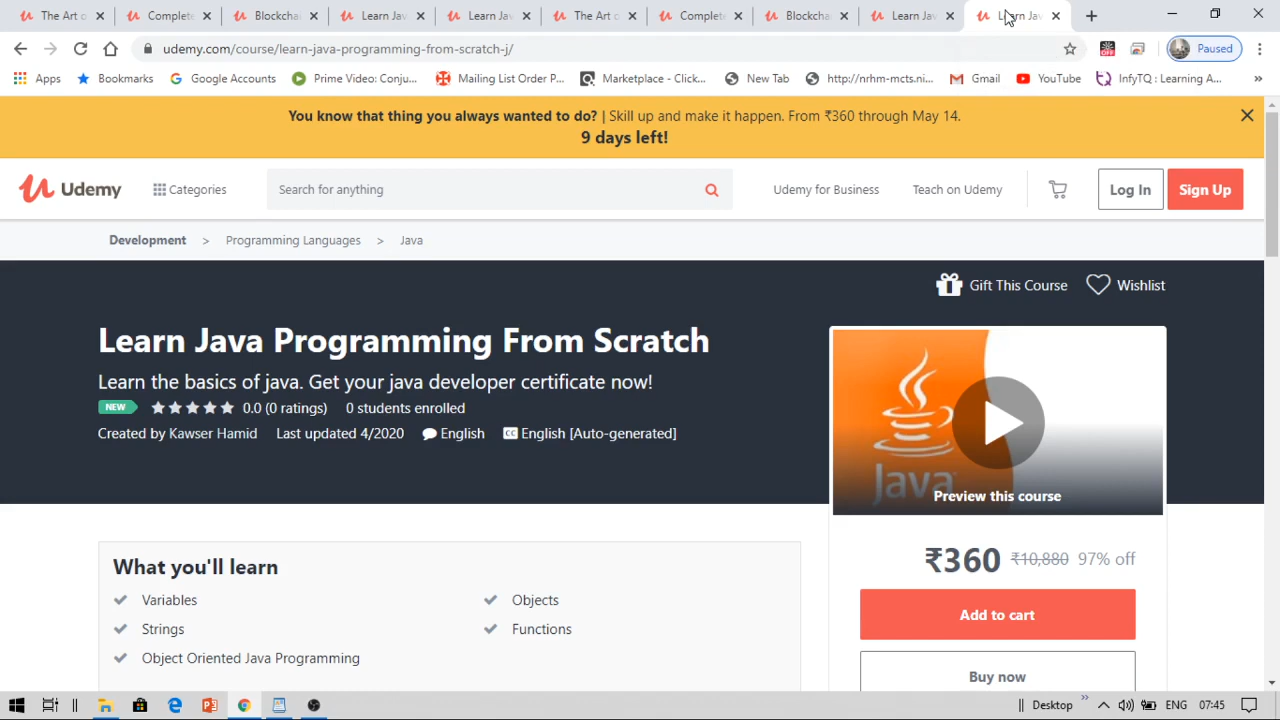 The Art o
Complete
Blockcha
Learn Jav
Learn Jav
The Art o
Complete
Blockcha
Learn Jav
Learn Jav
udemy.com/course/learn-java-programming-from-scratch-j/
OFF
Paused
Apps
Bookmarks
Google Accounts
Prime Video: Conju...
Mailing List Order P...
Marketplace - Click...
New Tab
http://nrhm-mcts.ni...
Gmail
YouTube
InfyTQ : Learning A...
You know that thing you always wanted to do? | Skill up and make it happen. From ₹360 through May 14.
9 days left!
Udemy
Categories
Search for anything
Udemy for Business
Teach on Udemy
Log In
Sign Up
Development > Programming Languages > Java
Gift This Course
Wishlist
Learn Java Programming From Scratch
Learn the basics of java. Get your java developer certificate now!
NEW 0.0 (0 ratings) 0 students enrolled
Created by Kawser Hamid Last updated 4/2020 English CC English [Auto-generated]
Java
Preview this course
₹360 ₹10,880 97% off
Add to cart
Buy now
What you'll learn
Variables
Objects
Strings
Functions
Object Oriented Java Programming
Desktop
ENG
07:45